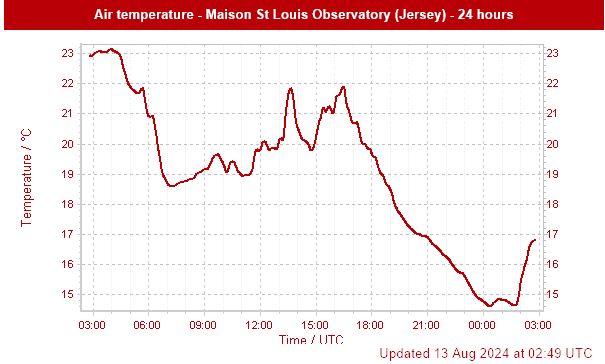 Air temperature - Maison St Louis Observatory (Jersey) - 24 hours
Temperature / °C
23 23
22 22
21 21
20 20
19 19
18 18
17 17
16 16
15 15
03:00 06:00 09:00 12:00 15:00 18:00 21:00 00:00 03:00
Time / UTC
Updated 13 Aug 2024 at 02:49 UTC